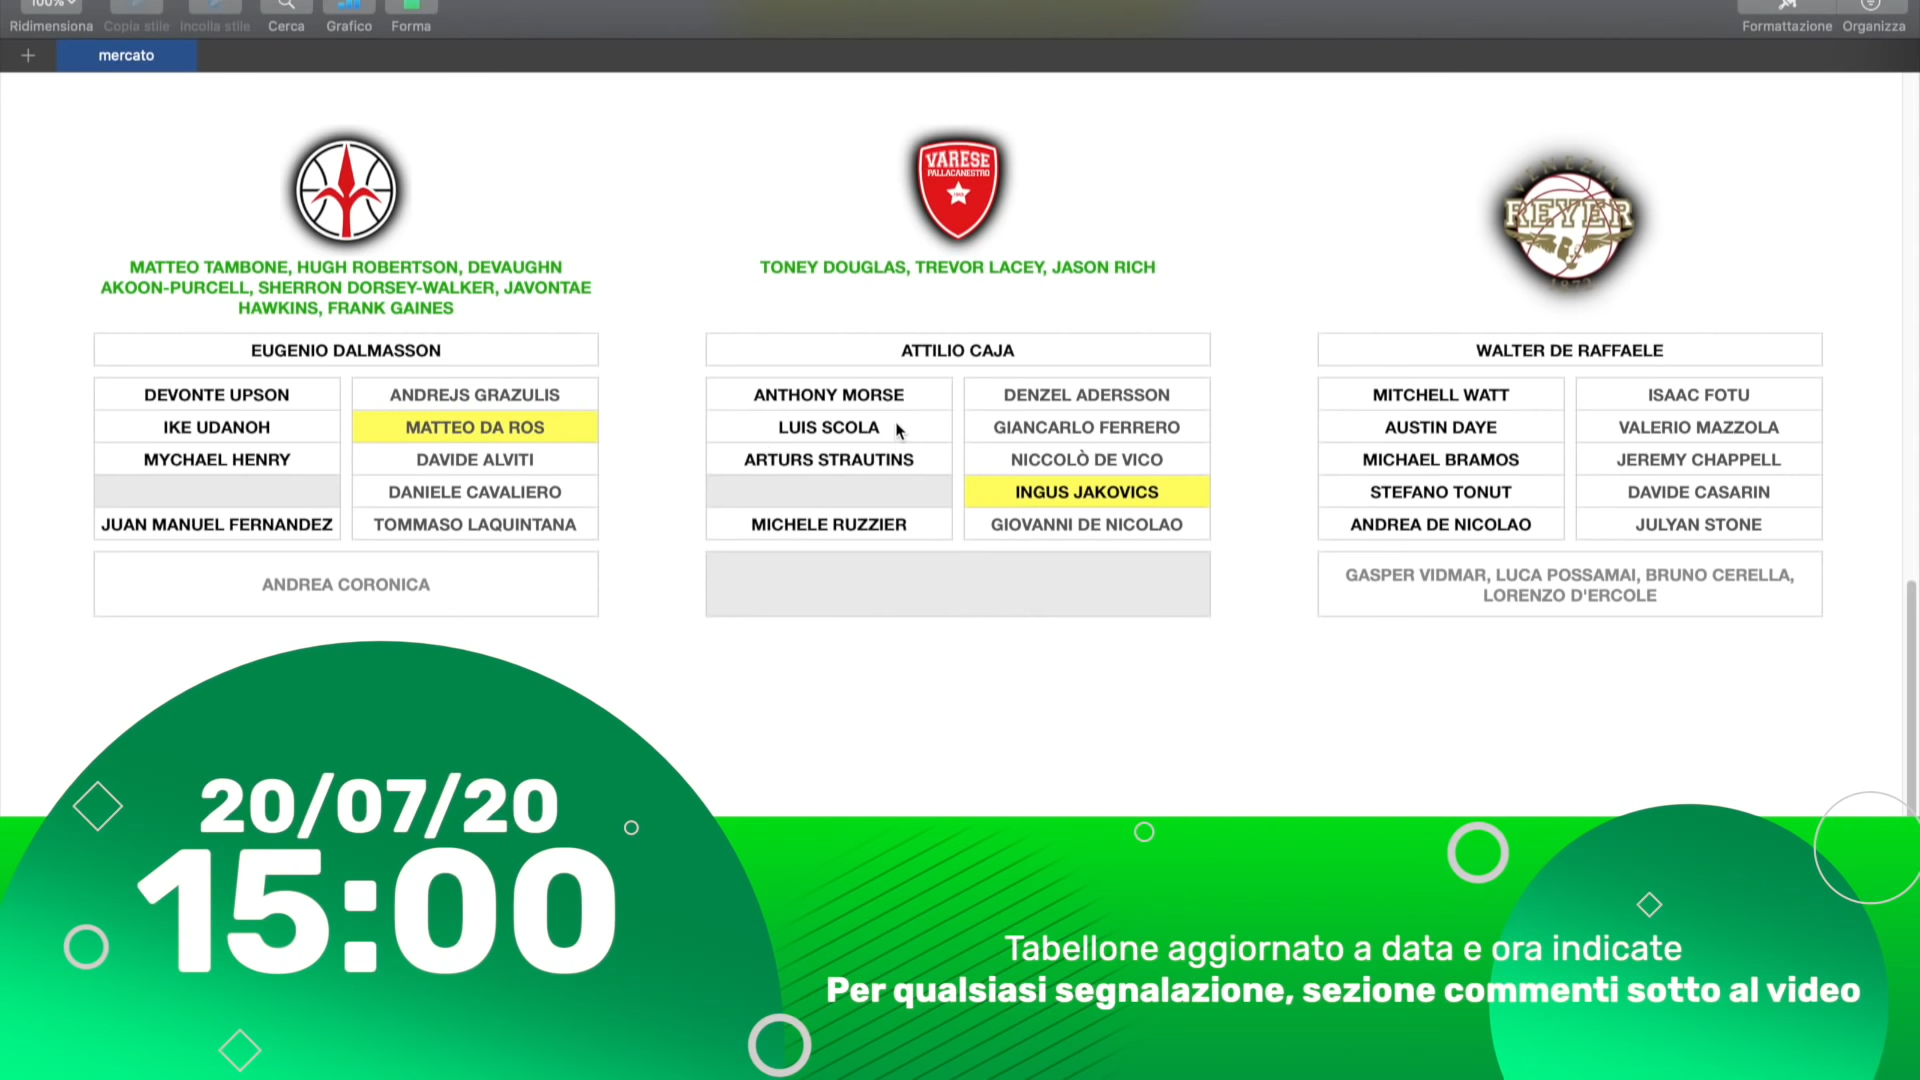 100%
Ridimensiona
Copia stile
Incolla stile
Cerca
Grafico
Forma
Formattazione
Organizza
mercato
VARESE
PALLACANESTRO
VENEZIA
REYER
1872
MATTEO TAMBONE, HUGH ROBERTSON, DEVAUGHN
AKOON-PURCELL, SHERRON DORSEY-WALKER, JAVONTAE
HAWKINS, FRANK GAINES
TONEY DOUGLAS, TREVOR LACEY, JASON RICH
EUGENIO DALMASSON
DEVONTE UPSON
ANDREJS GRAZULIS
IKE UDANOH
MATTEO DA ROS
MYCHAEL HENRY
DAVIDE ALVITI
DANIELE CAVALIERO
JUAN MANUEL FERNANDEZ
TOMMASO LAQUINTANA
ANDREA CORONICA
ATTILIO CAJA
ANTHONY MORSE
DENZEL ADERSSON
LUIS SCOLA
GIANCARLO FERRERO
ARTURS STRAUTINS
NICCOLÒ DE VICO
INGUS JAKOVICS
MICHELE RUZZIER
GIOVANNI DE NICOLAO
WALTER DE RAFFAELE
MITCHELL WATT
ISAAC FOTU
AUSTIN DAYE
VALERIO MAZZOLA
MICHAEL BRAMOS
JEREMY CHAPPELL
STEFANO TONUT
DAVIDE CASARIN
ANDREA DE NICOLAO
JULYAN STONE
GASPER VIDMAR, LUCA POSSAMAI, BRUNO CERELLA,
LORENZO D'ERCOLE
20/07/20
15:00
Tabellone aggiornato a data e ora indicate
Per qualsiasi segnalazione, sezione commenti sotto al video